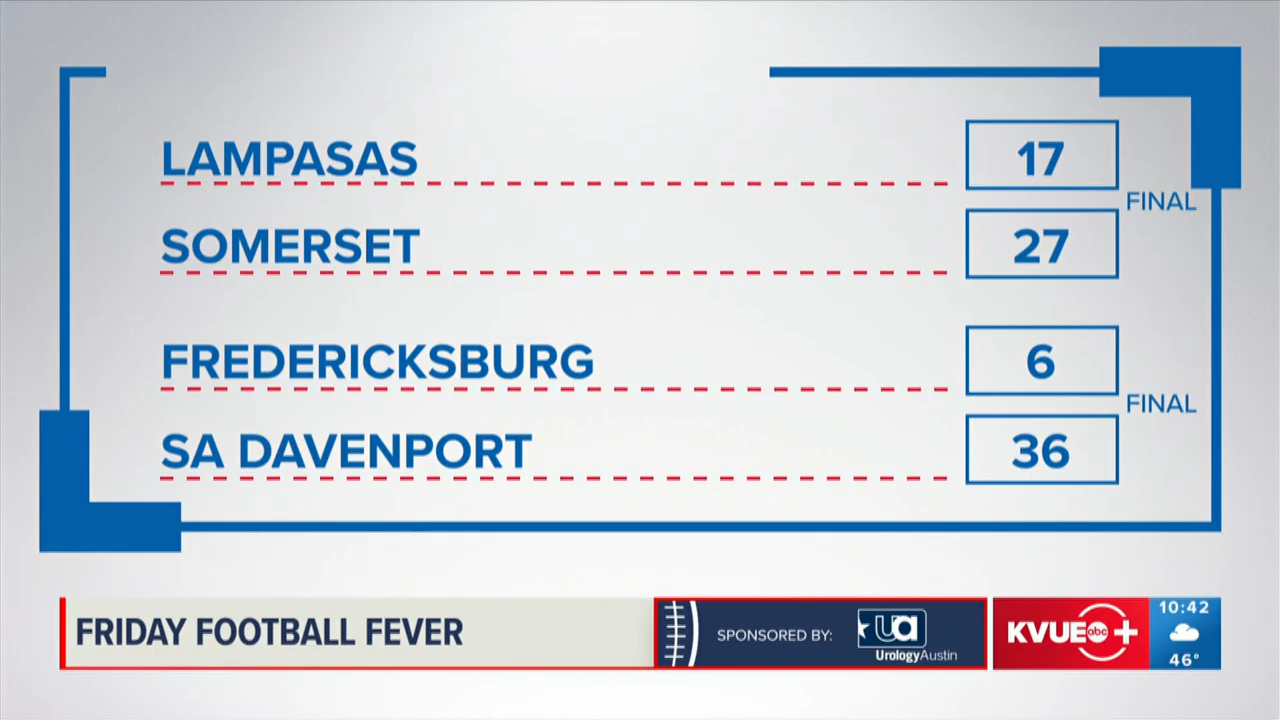 LAMPASAS 17
FINAL
SOMERSET 27
FREDERICKSBURG 6
FINAL
SA DAVENPORT 36
FRIDAY FOOTBALL FEVER
SPONSORED BY:
ua
UrologyAustin
KVUE abc +
10:42
46°